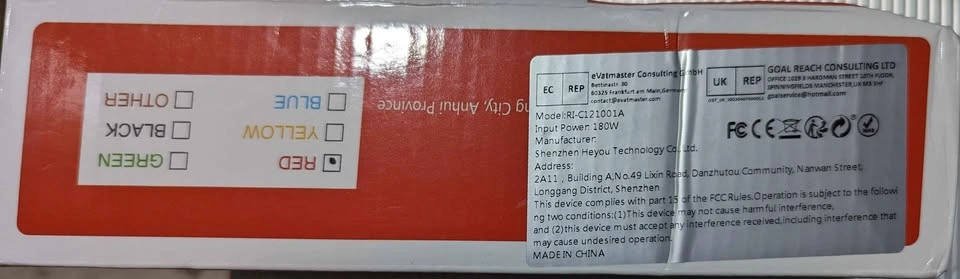 RED
YELLOW
BLUE
GREEN
BLACK
OTHER
ng City, Anhui Province
EC REP
eVatmaster Consulting GmbH
Bettinastr. 30
60325 Frankfurt am Main, Germany
contact@evatmaster.com
UK REP
GOAL REACH CONSULTING LTD
SPINNINGFIELDS MANCHESTER, UK M3 3HF
goalservice@hotmail.com
model:RI-C121001A
Input Power: 180W
Manufacturer:
Shenzhen Heyou Technology Co., Ltd.
Address:
2A11 , Building A,No.49 Lixin Road, Danzhutou Community, Nanwan Street,
Longgang District, Shenzhen
This device complies with part 15 of the FCC Rules.Operation is subject to the followi
ng two conditions:(1)This device may not cause harmful interference,
and (2)this device must accept any interference received,including interference that
may cause undesired operation.
MADE IN CHINA
FCC CE